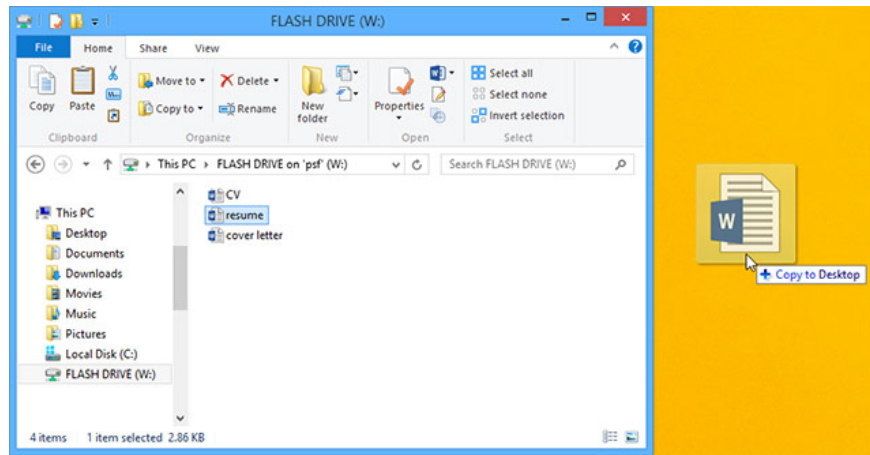 FLASH DRIVE (W:)
File Home Share View
Copy
Paste
Move to
Copy to
Delete
Rename
New
folder
Properties
Select all
Select none
Invert selection
Clipboard Organize New Open Select
This PC FLASH DRIVE on 'psf' (W:)
Search FLASH DRIVE (W:)
This PC
Desktop
Documents
Downloads
Movies
Music
Pictures
Local Disk (C:)
FLASH DRIVE (W:)
CV
resume
cover letter
4 items 1 item selected 2.86 KB
W
Copy to Desktop